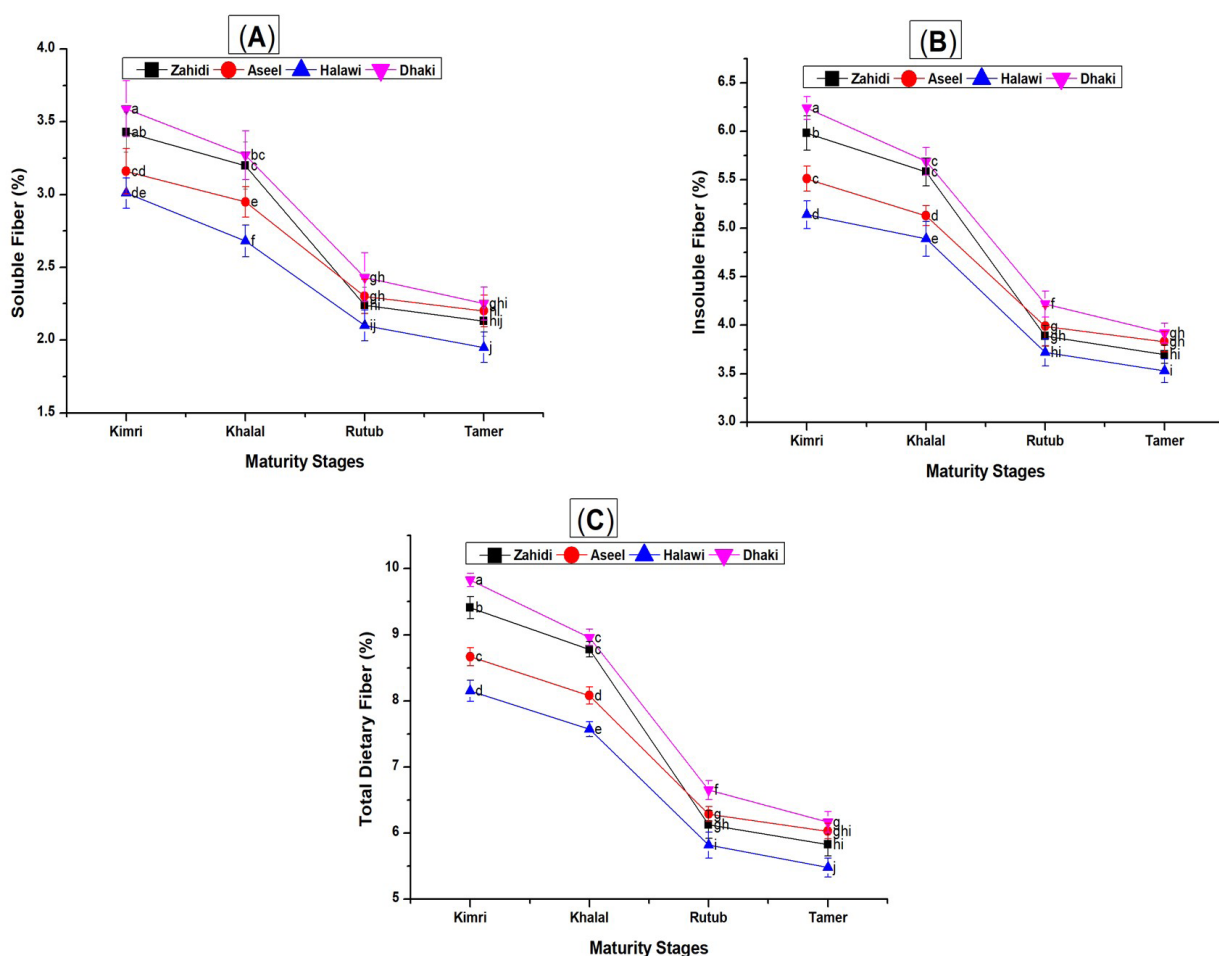 (A)
Zahidi Aseel Halawi Dhaki
4.0
3.5
3.0
2.5
2.0
1.5
Soluble Fiber (%)
a
ab
cd
de
bc
c
e
f
gh
gh
hi
ij
ghi
hi
hij
j
Kimri Khalal Rutub Tamer
Maturity Stages
(B)
Zahidi Aseel Halawi Dhaki
6.5
6.0
5.5
5.0
4.5
4.0
3.5
3.0
Insoluble Fiber (%)
a
b
c
d
c
c
d
e
f
g
gh
hi
gh
gh
hi
i
Kimri Khalal Rutub Tamer
Maturity Stages
(C)
Zahidi Aseel Halawi Dhaki
10
9
8
7
6
5
Total Dietary Fiber (%)
a
b
c
d
c
c
d
e
f
g
gh
i
g
ghi
hi
j
Kimri Khalal Rutub Tamer
Maturity Stages